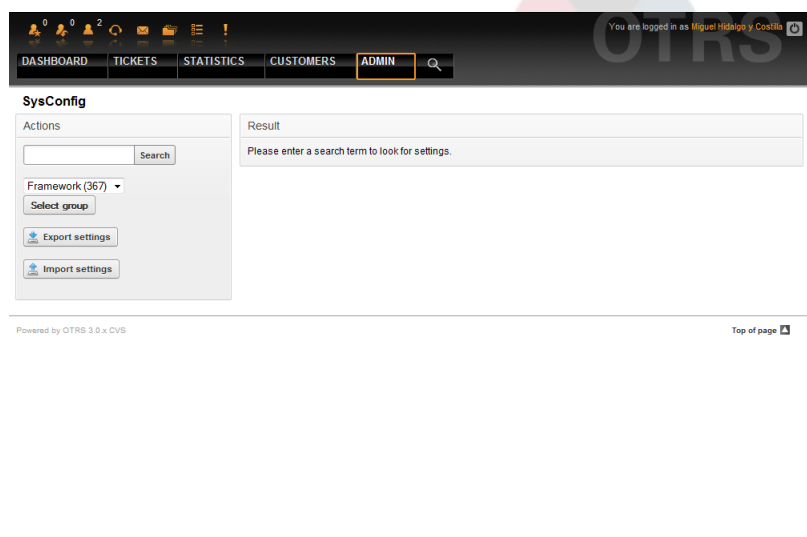 0 0 2
You are logged in as Miguel Hidalgo y Costilla
OTRS
DASHBOARD TICKETS STATISTICS CUSTOMERS ADMIN
SysConfig
Actions
Result
Search
Please enter a search term to look for settings.
Framework (367)
Select group
Export settings
Import settings
Powered by OTRS 3.0.x CVS
Top of page